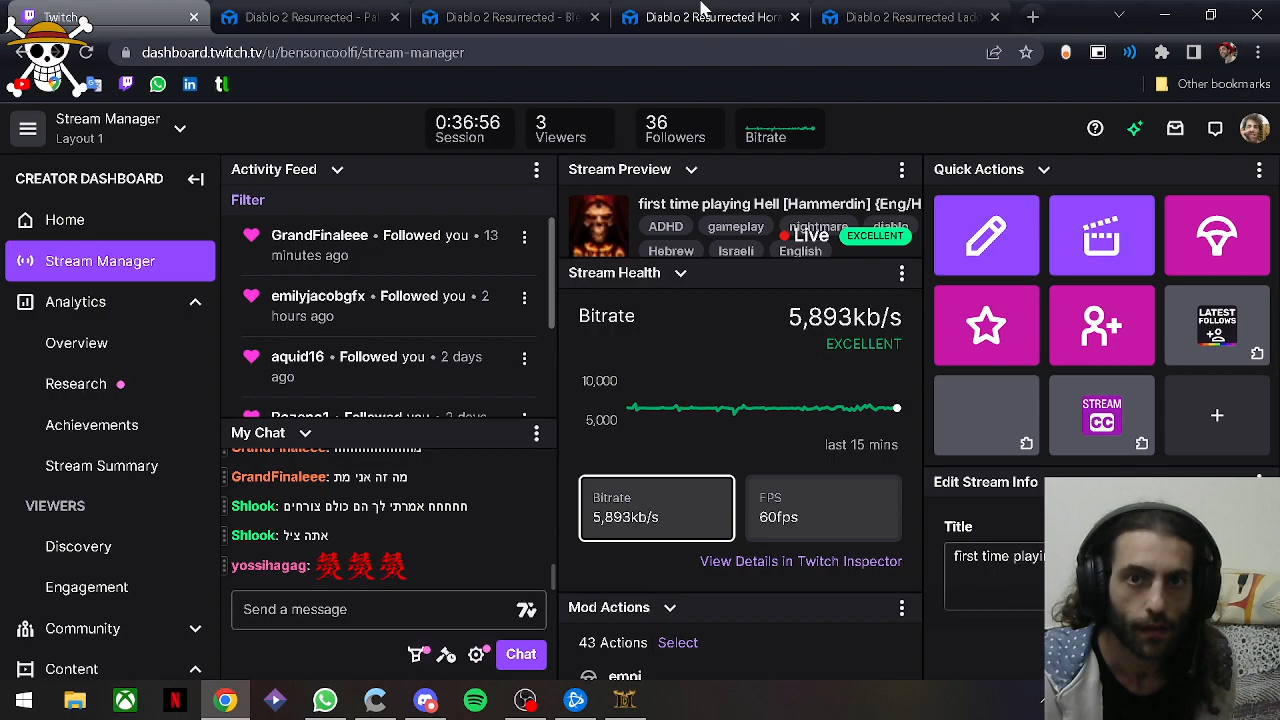 Twitch
Diablo 2 Resurrected - Pal
Diablo 2 Resurrected - Ble
Diablo 2 Resurrected Hora
Diablo 2 Resurrected Lad
dashboard.twitch.tv/u/bensoncoolfi/stream-manager
Other bookmarks
Stream Manager
Layout 1
0:36:56
Session
3
Viewers
36
Followers
Bitrate
CREATOR DASHBOARD
Home
Stream Manager
Analytics
Overview
Research
Achievements
Stream Summary
VIEWERS
Discovery
Engagement
Community
Content
Activity Feed
Filter
GrandFinaleee • Followed you • 13
minutes ago
emilyjacobgfx • Followed you • 2
hours ago
aquid16 • Followed you • 2 days
ago
My Chat
GrandFinaleee: מה זה אני מת
Shlook: חחחחח אמרתי לך הם כולם צורחים
Shlook: אתה ציל
yossihagag:
Send a message
Chat
Stream Preview
first time playing Hell [Hammerdin] {Eng/H
ADHD gameplay nightmare diablo
Live EXCELLENT
Hebrew Israeli English
Stream Health
Bitrate
5,893kb/s
EXCELLENT
10,000
5,000
last 15 mins
Bitrate
5,893kb/s
FPS
60fps
View Details in Twitch Inspector
Mod Actions
43 Actions Select
empi
Quick Actions
LATEST
FOLLOWS
STREAM
CC
Edit Stream Info
Title
first time playin